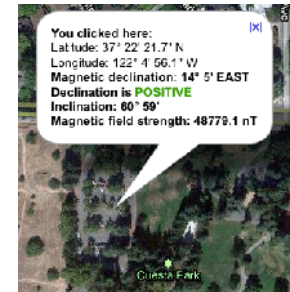 You clicked here:
Latitude: 37° 22' 21.7" N
Longitude: 122° 4' 56.1" W
Magnetic declination: 14° 5' EAST
Declination is POSITIVE
Inclination: 60° 59'
Magnetic field strength: 48779.1 nT
Cuesta Park